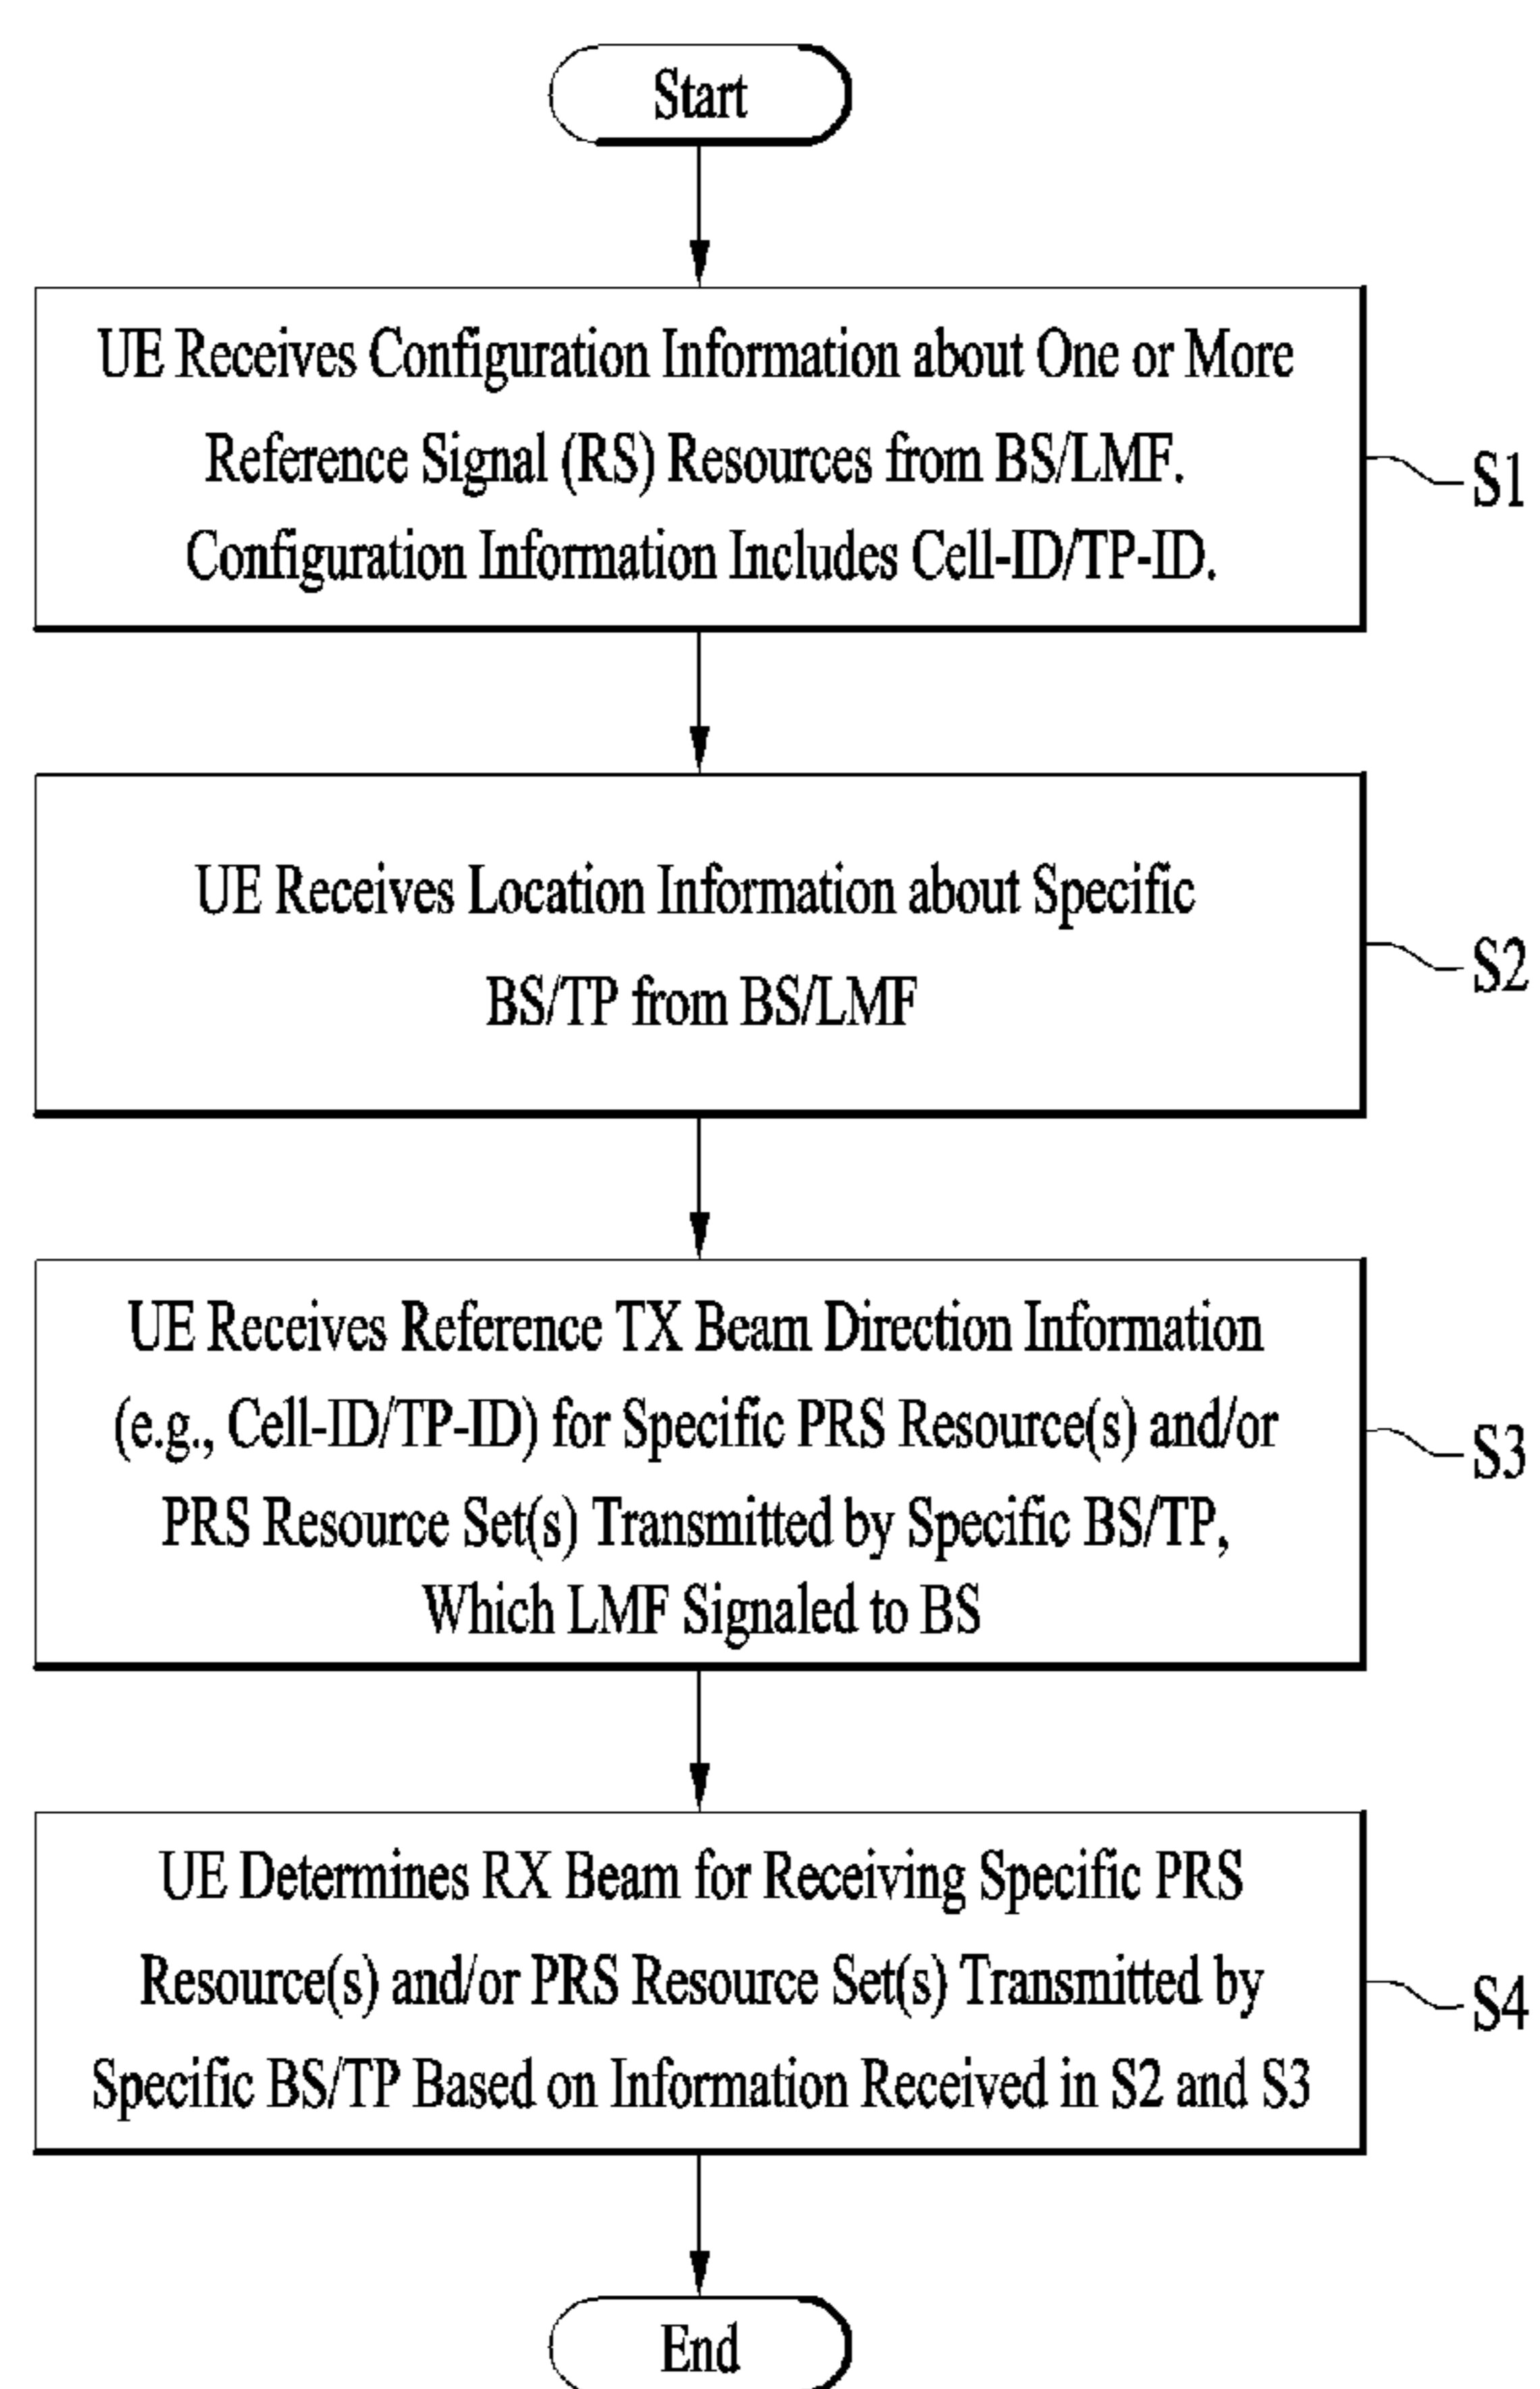 Start
UE Receives Configuration Information about One or More
Reference Signal (RS) Resources from BS/LMF.
Configuration Information Includes Cell-ID/TP-ID.
S1
UE Receives Location Information about Specific
BS/TP from BS/LMF
S2
UE Receives Reference TX Beam Direction Information
(e.g., Cell-ID/TP-ID) for Specific PRS Resource(s) and/or
PRS Resource Set(s) Transmitted by Specific BS/TP,
Which LMF Signaled to BS
S3
UE Determines RX Beam for Receiving Specific PRS
Resource(s) and/or PRS Resource Set(s) Transmitted by
Specific BS/TP Based on Information Received in S2 and S3
S4
End